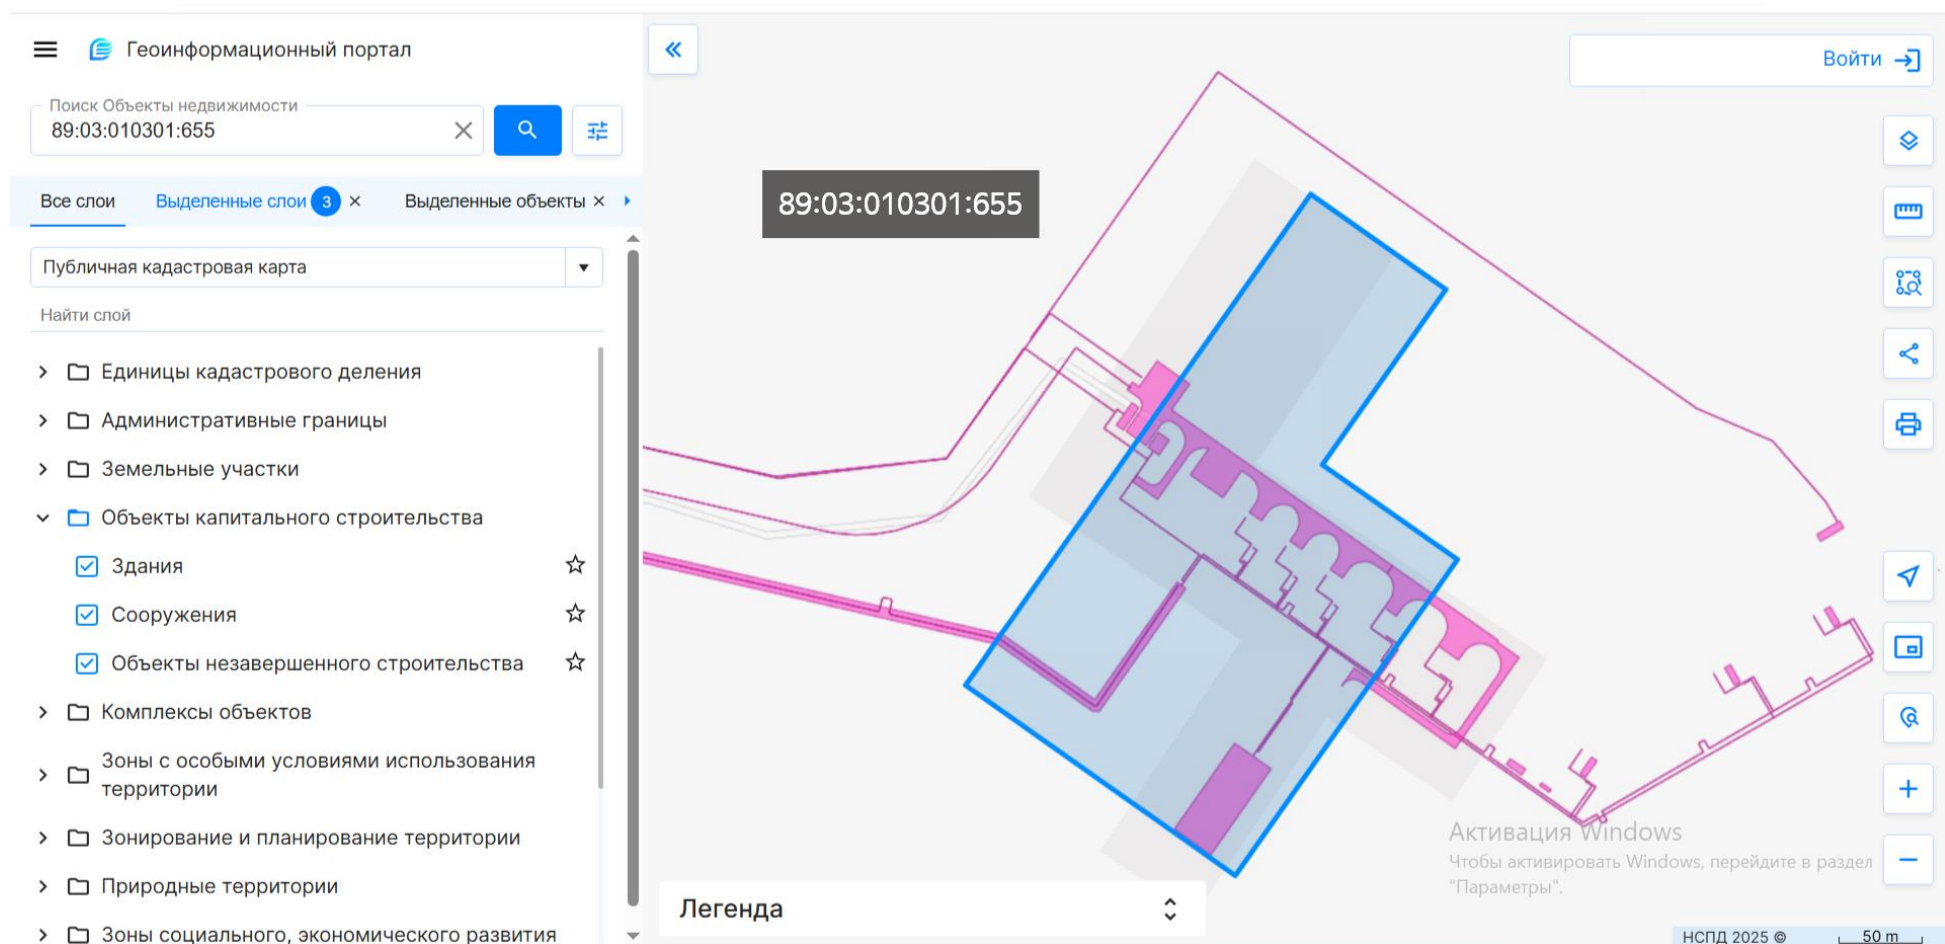 Геоинформационный портал
Войти
Поиск Объекты недвижимости
89:03:010301:655
Все слои
Выделенные слои 3
Выделенные объекты
89:03:010301:655
Публичная кадастровая карта
Найти слой
Единицы кадастрового деления
Административные границы
Земельные участки
Объекты капитального строительства
Здания
Сооружения
Объекты незавершенного строительства
Комплексы объектов
Зоны с особыми условиями использования
территории
Зонирование и планирование территории
Природные территории
Зоны социального, экономического развития
Активация Windows
Чтобы активировать Windows, перейдите в раздел
"Параметры".
Легенда
НСПД 2025 ©
50 m